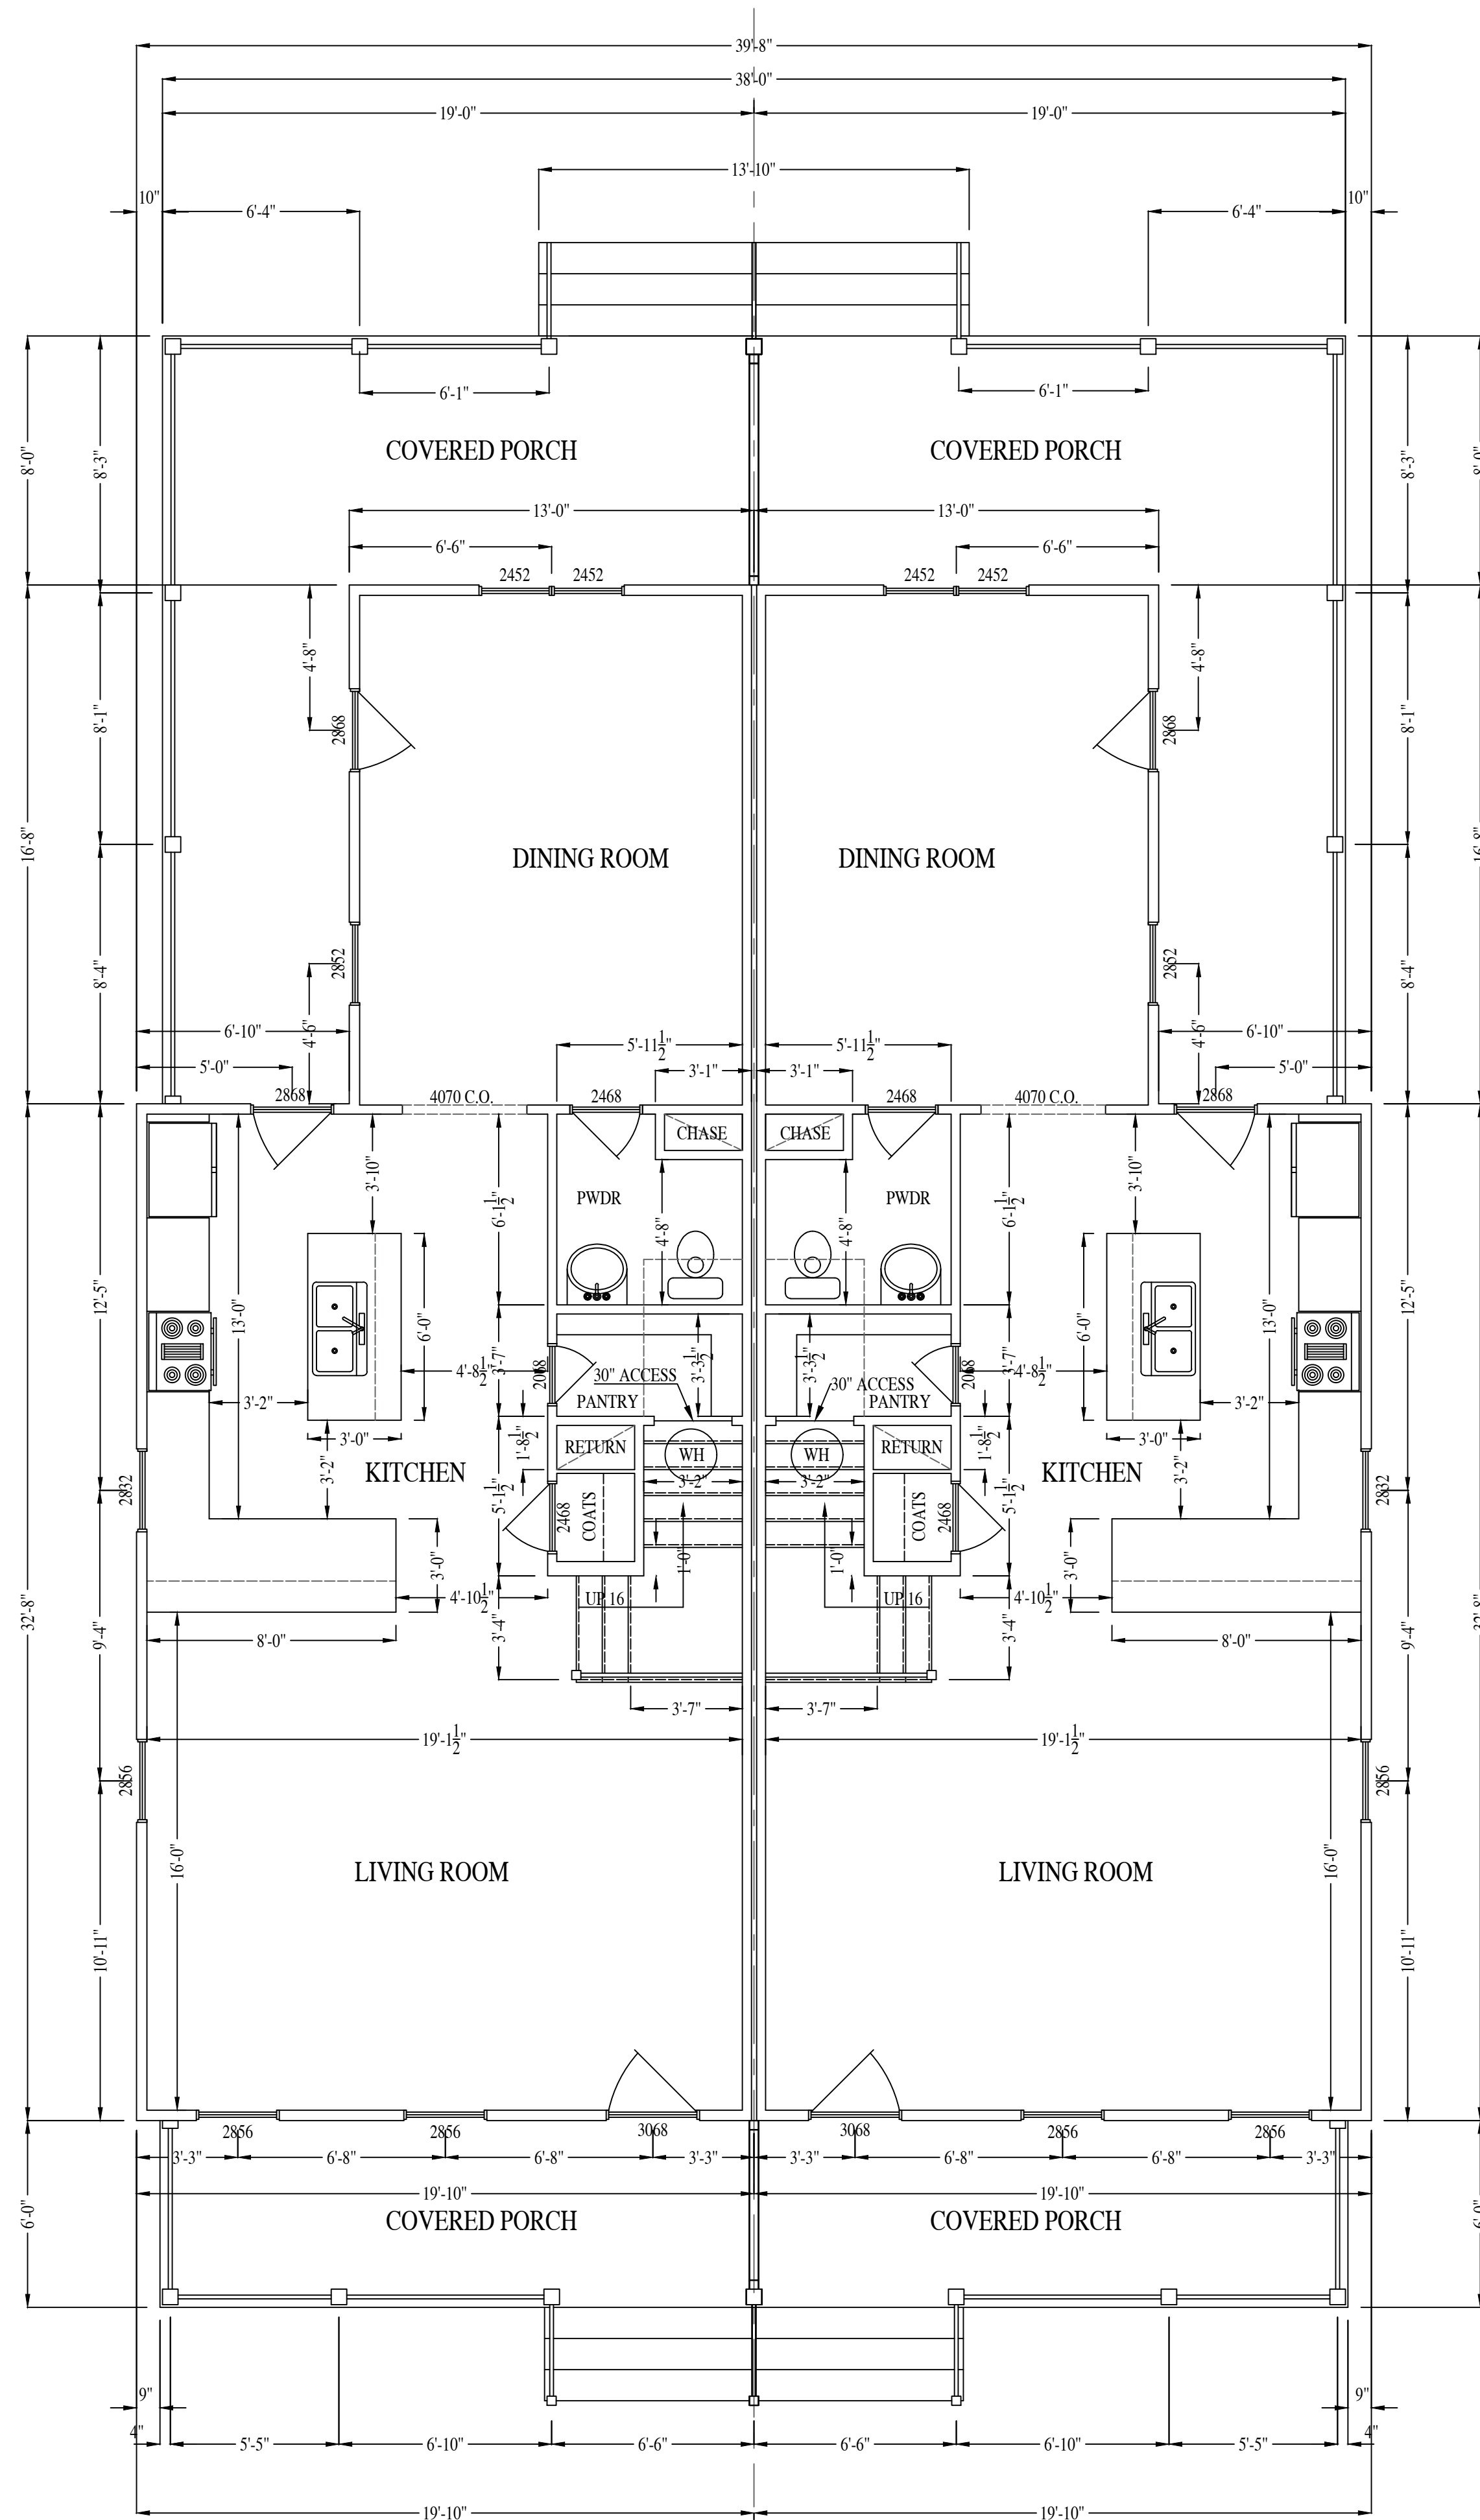 39'-8"
38'-0"
19'-0" 19'-0"
13'-10"
10" 10"
6'-4" 6'-4"
6'-1" 6'-1"
COVERED PORCH COVERED PORCH
8'-0" 8'-3" 8'-3" 8'-0"
13'-0" 13'-0"
6'-6" 6'-6"
2452 2452 2452 2452
4'-8" 4'-8"
2868 2868
8'-1" 8'-1"
16'-8" DINING ROOM DINING ROOM 16'-8"
2852 2852
8'-4" 8'-4"
6'-10" 4'-6" 4'-6" 6'-10"
5'-11 1/2" 5'-11 1/2"
5'-0" 3'-1" 3'-1" 5'-0"
2868 4070 C.O. 2468 2468 4070 C.O. 2868
CHASE CHASE
3'-10" 3'-10"
PWDR PWDR
6'-1 1/2" 4'-8" 4'-8" 6'-1 1/2"
12'-5" 13'-0" 6'-0" 6'-0" 13'-0" 12'-5"
4'-8 1/2" 3'-7" 2068 3'-3 1/2" 3'-3 1/2" 2068 3'-7" 4'-8 1/2"
30" ACCESS 30" ACCESS
3'-2" PANTRY PANTRY 3'-2"
3'-0" 1'-8 1/2" RETURN WH WH RETURN 1'-8 1/2" 3'-0"
KITCHEN KITCHEN
3'-2" 3'-2" 3'-2" 3'-2"
2832 2832
5'-1 1/2" 2468 COATS COATS 2468 5'-1 1/2"
3'-0" 1'-0" 1'-0" 3'-0"
4'-10 1/2" UP 16 UP 16 4'-10 1/2"
32'-8" 9'-4" 8'-0" 3'-4" 3'-4" 8'-0" 9'-4" 32'-8"
3'-7" 3'-7"
19'-1 1/2" 19'-1 1/2"
2856 2856
16'-0" LIVING ROOM LIVING ROOM 16'-0"
10'-11" 10'-11"
2856 2856 3068 3068 2856 2856
3'-3" 6'-8" 6'-8" 3'-3" 3'-3" 6'-8" 6'-8" 3'-3"
19'-10" 19'-10"
6'-0" COVERED PORCH COVERED PORCH 6'-0"
9" 9"
4" 4"
5'-5" 6'-10" 6'-6" 6'-6" 6'-10" 5'-5"
19'-10" 19'-10"